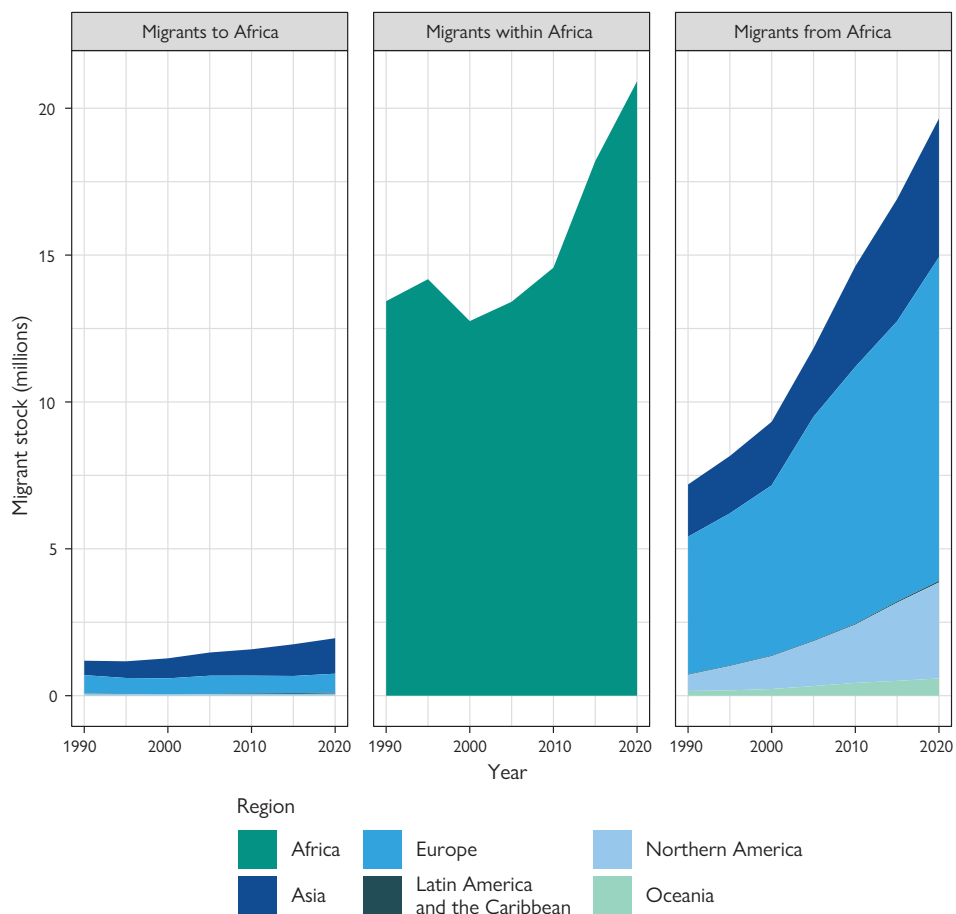 Migrants to Africa
Migrants within Africa
Migrants from Africa
20
15
10
5
0
Migrant stock (millions)
1990 2000 2010 2020
1990 2000 2010 2020
1990 2000 2010 2020
Year
Region
Africa
Europe
Northern America
Asia
Latin America
and the Caribbean
Oceania